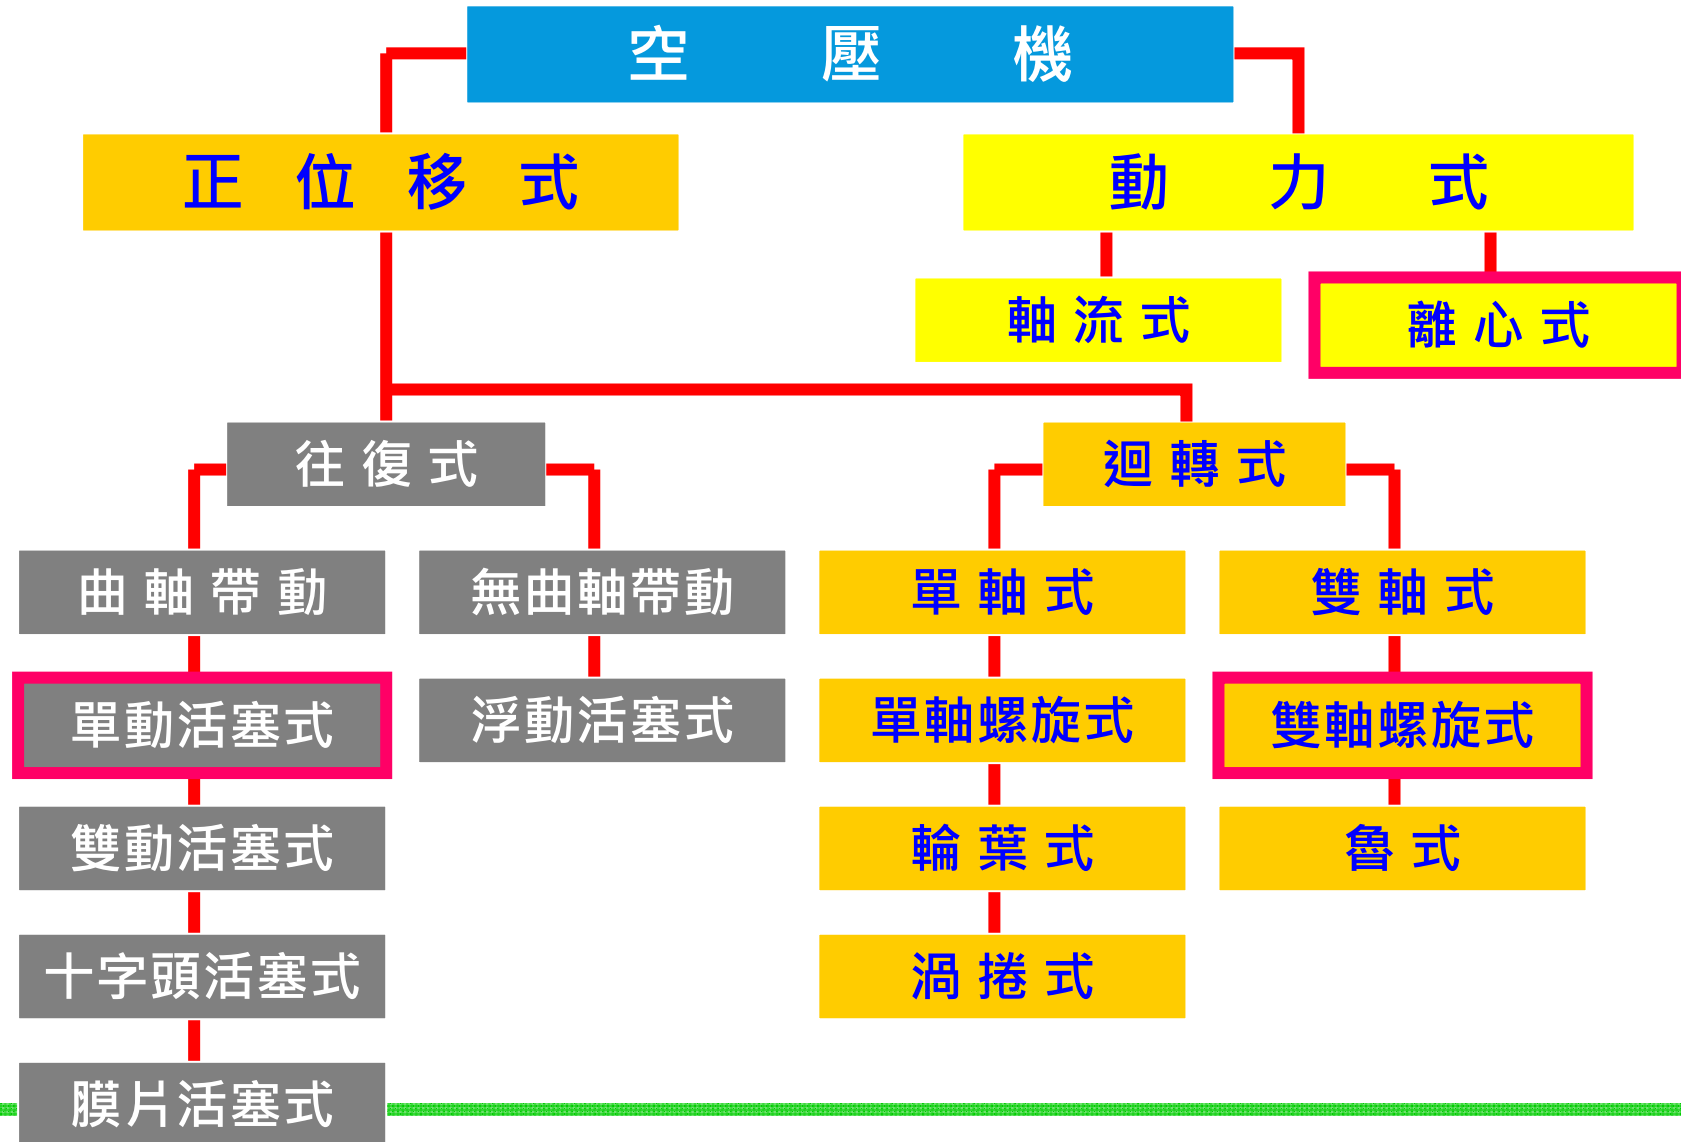 空壓機
正位移式
動力式
軸流式
離心式
往復式
迴轉式
曲軸帶動
無曲軸帶動
單軸式
雙軸式
單動活塞式
浮動活塞式
單軸螺旋式
雙軸螺旋式
雙動活塞式
輪葉式
魯式
十字頭活塞式
渦捲式
膜片活塞式